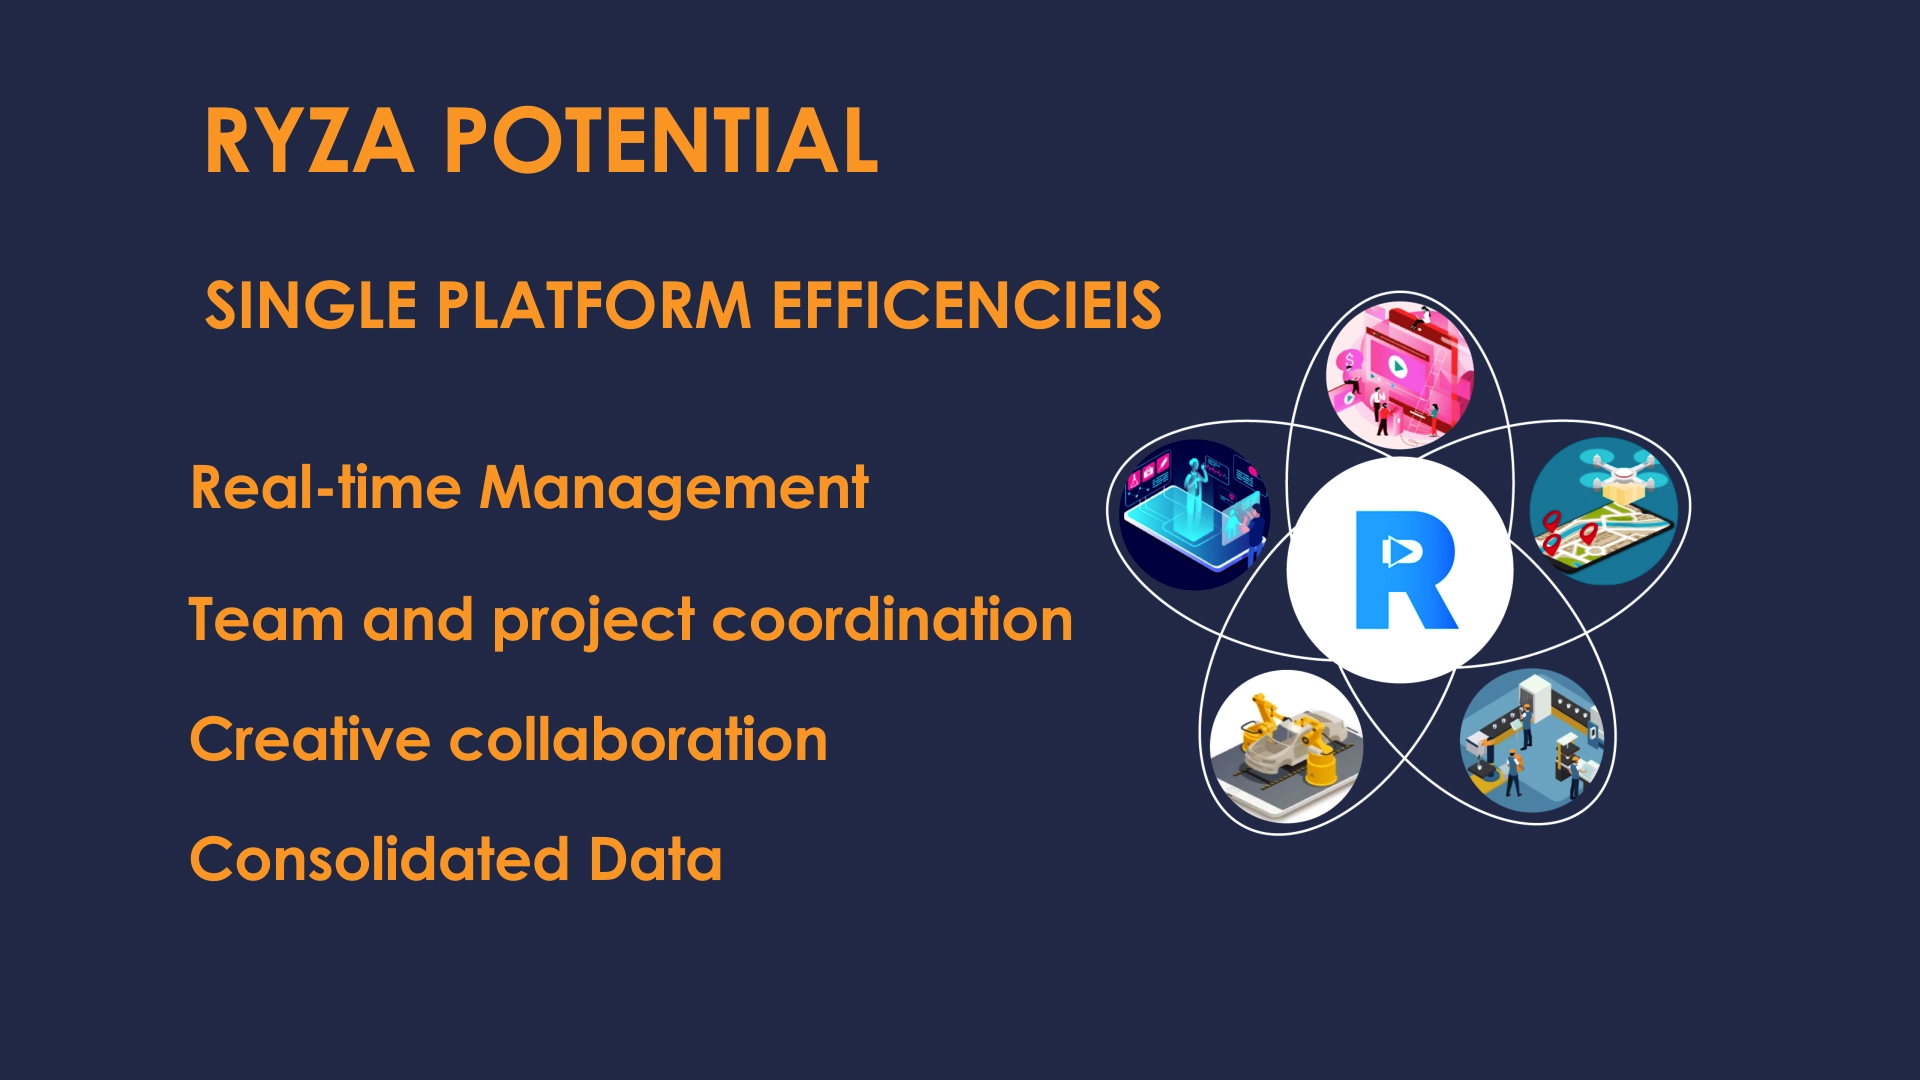 RYZA POTENTIAL
SINGLE PLATFORM EFFICENCIEIS
Real-time Management
Team and project coordination
Creative collaboration
Consolidated Data
R
$